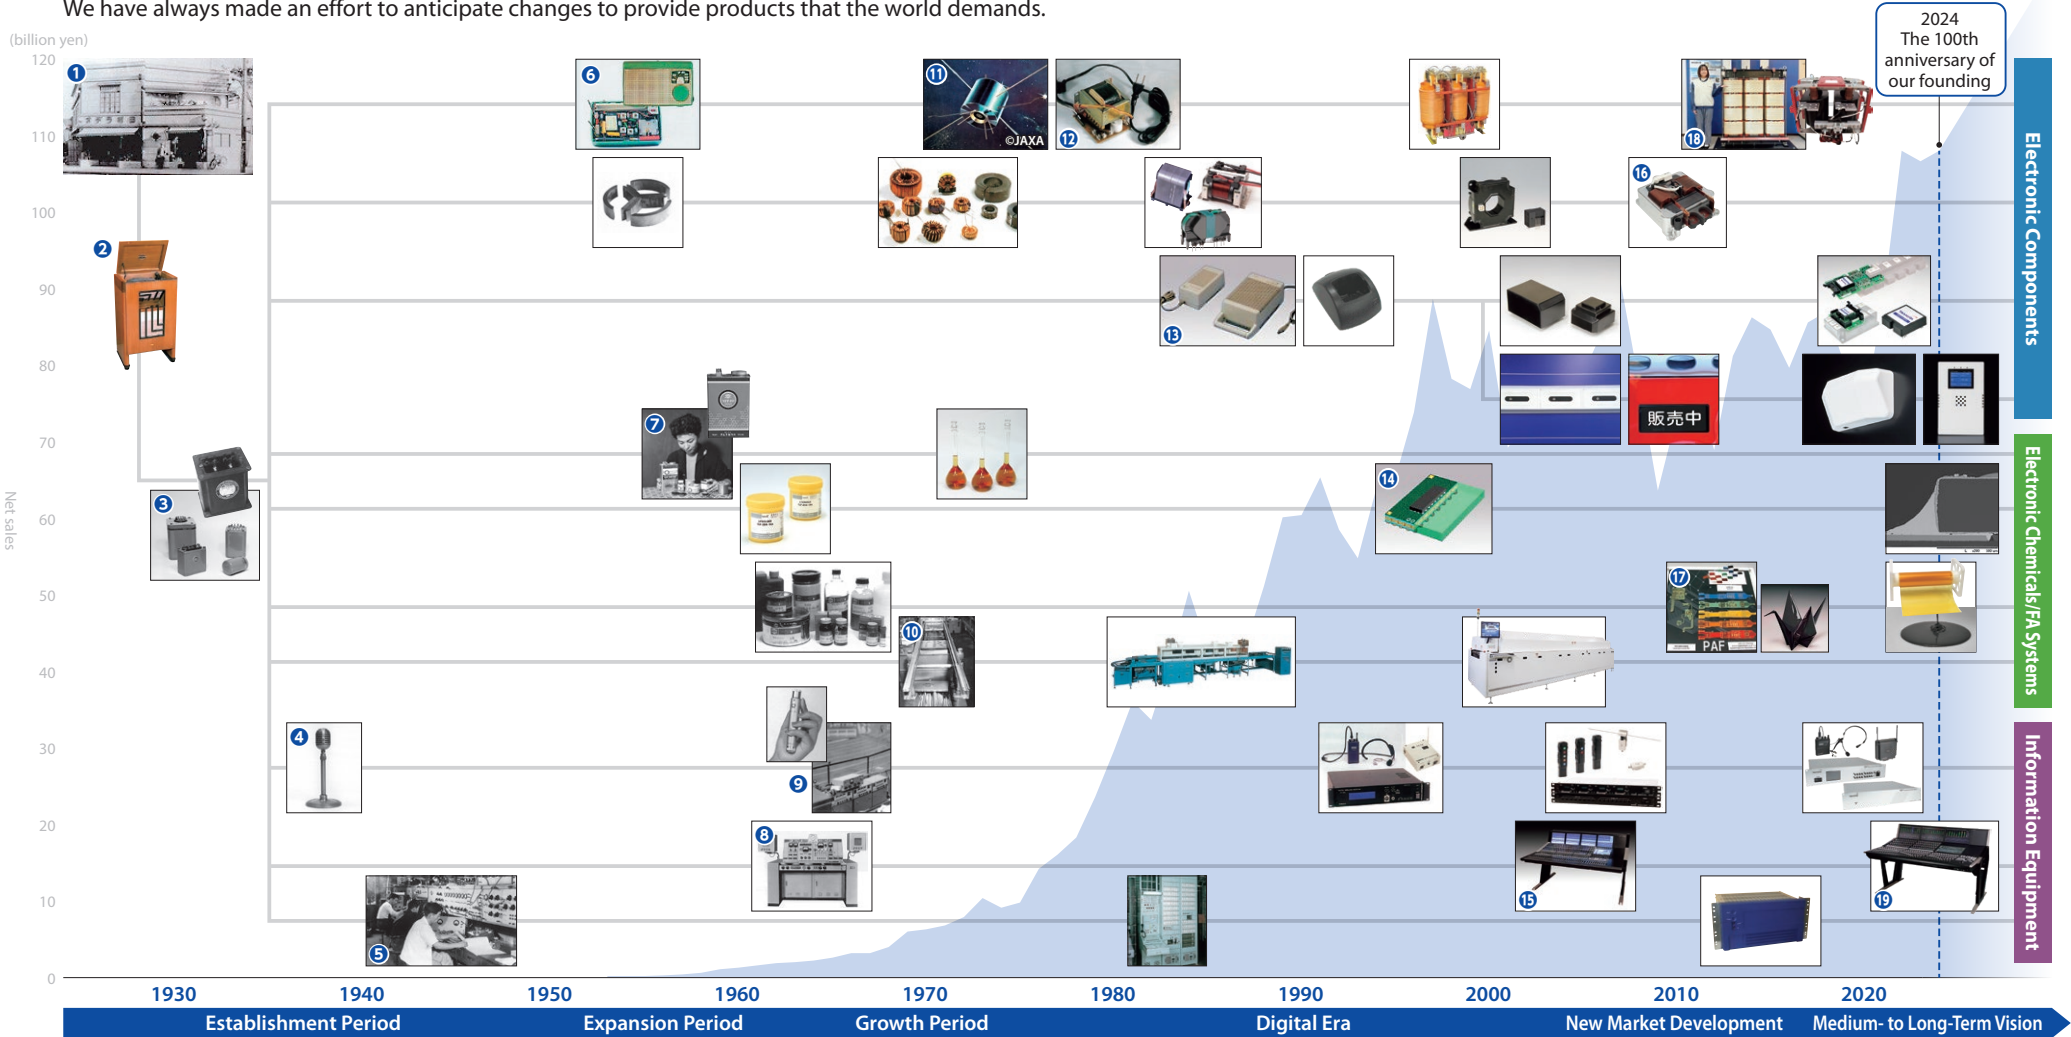 We have always made an effort to anticipate changes to provide products that the world demands.
2024
The 100th
anniversary of
our founding
(billion yen)
120
110
100
90
80
70
60
50
40
30
20
10
0
Net sales
1
2
3
4
5
6
7
8
9
10
11
©JAXA
12
13
14
15
16
17
PAF
18
19
販売中
Electronic Components
Electronic Chemicals/FA Systems
Information Equipment
1930
1940
1950
1960
1970
1980
1990
2000
2010
2020
Establishment Period
Expansion Period
Growth Period
Digital Era
New Market Development
Medium- to Long-Term Vision